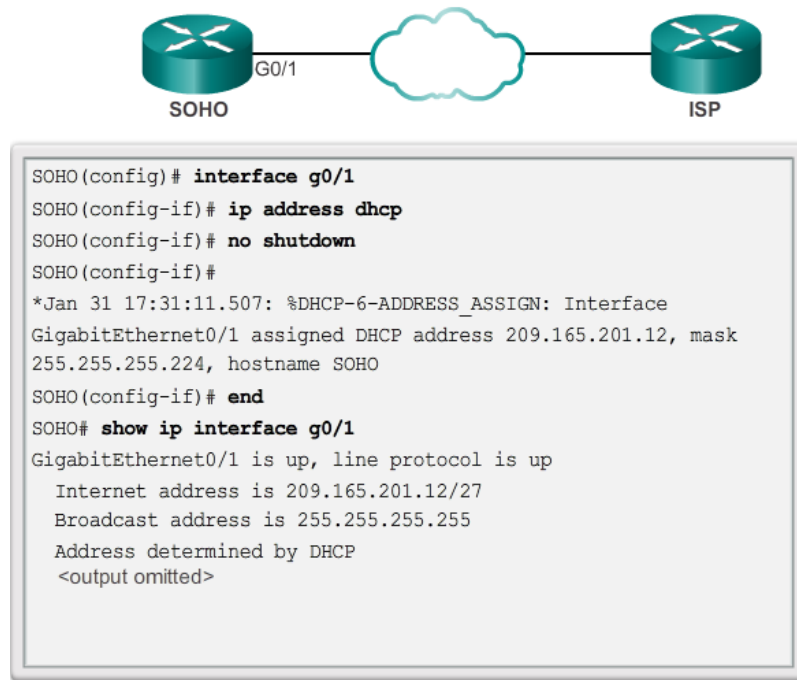 G0/1
SOHO
ISP
SOHO(config)# interface g0/1
SOHO(config-if)# ip address dhcp
SOHO(config-if)# no shutdown
SOHO(config-if)#
*Jan 31 17:31:11.507: %DHCP-6-ADDRESS_ASSIGN: Interface
GigabitEthernet0/1 assigned DHCP address 209.165.201.12, mask
255.255.255.224, hostname SOHO
SOHO(config-if)# end
SOHO# show ip interface g0/1
GigabitEthernet0/1 is up, line protocol is up
Internet address is 209.165.201.12/27
Broadcast address is 255.255.255.255
Address determined by DHCP
<output omitted>